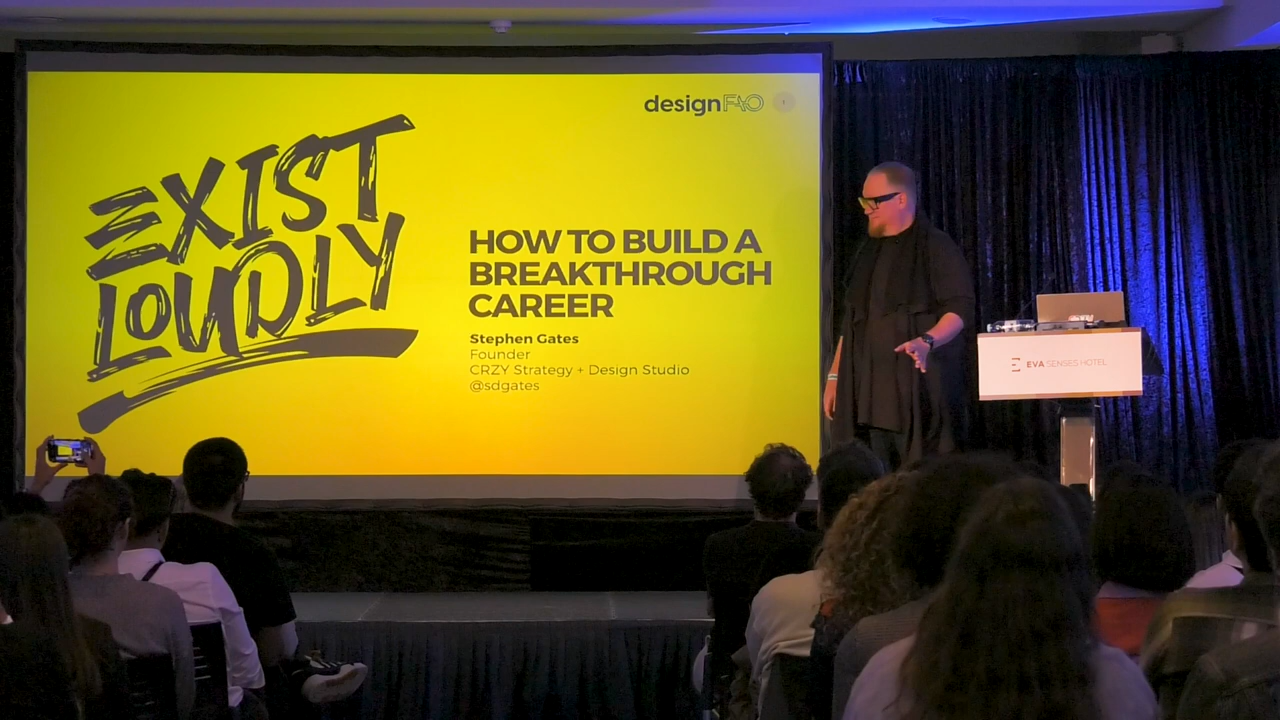 designFAO
EXIST
LOUDLY
HOW TO BUILD A
BREAKTHROUGH
CAREER
Stephen Gates
Founder
CRZY Strategy + Design Studio
@sdgates
EVA SENSES HOTEL